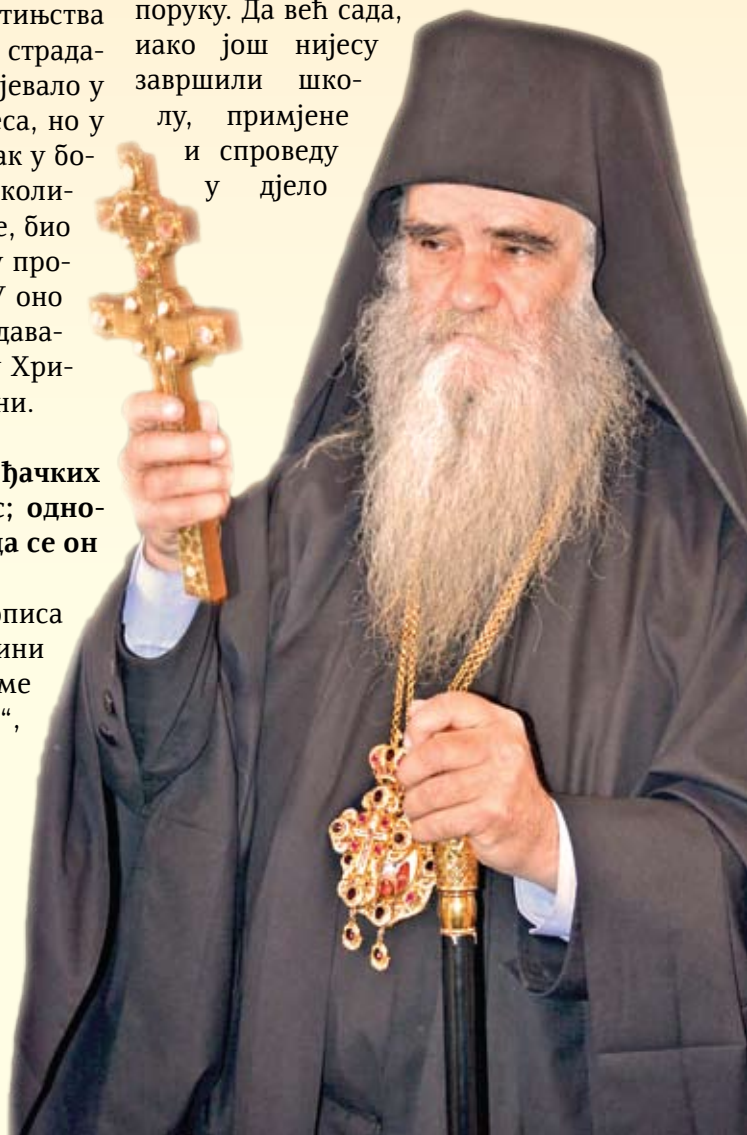 тињства
страда-
јевало у
еса, но у
ак у бо-
коли-
е, био
у про-
У оно
дава-
у Хри-
ни.
ђачких
с; одно-
да се он
описа
ини
ме
“,
поруку. Да већ сада,
иако још нијесу
завршили шко-
лу, примјене
и спроведу
у дјело